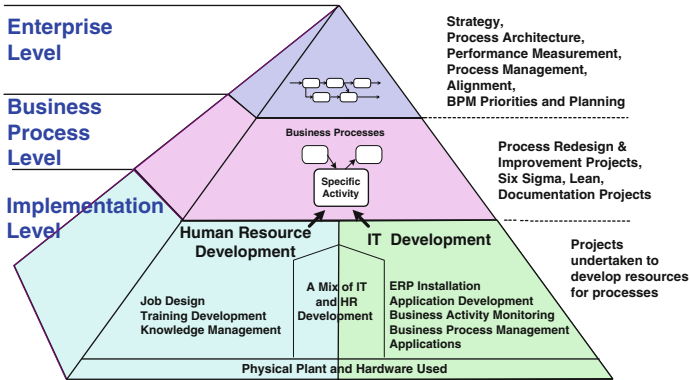 Enterprise
Level
Strategy,
Process Architecture,
Performance Measurement,
Process Management,
Alignment,
BPM Priorities and Planning
Business
Process
Level
Business Processes
Specific
Activity
Process Redesign &
Improvement Projects,
Six Sigma, Lean,
Documentation Projects
Implementation
Level
Human Resource
Development
IT Development
Projects
undertaken to
develop resources
for processes
Job Design
Training Development
Knowledge Management
A Mix of IT
and HR
Development
ERP Installation
Application Development
Business Activity Monitoring
Business Process Management
Applications
Physical Plant and Hardware Used